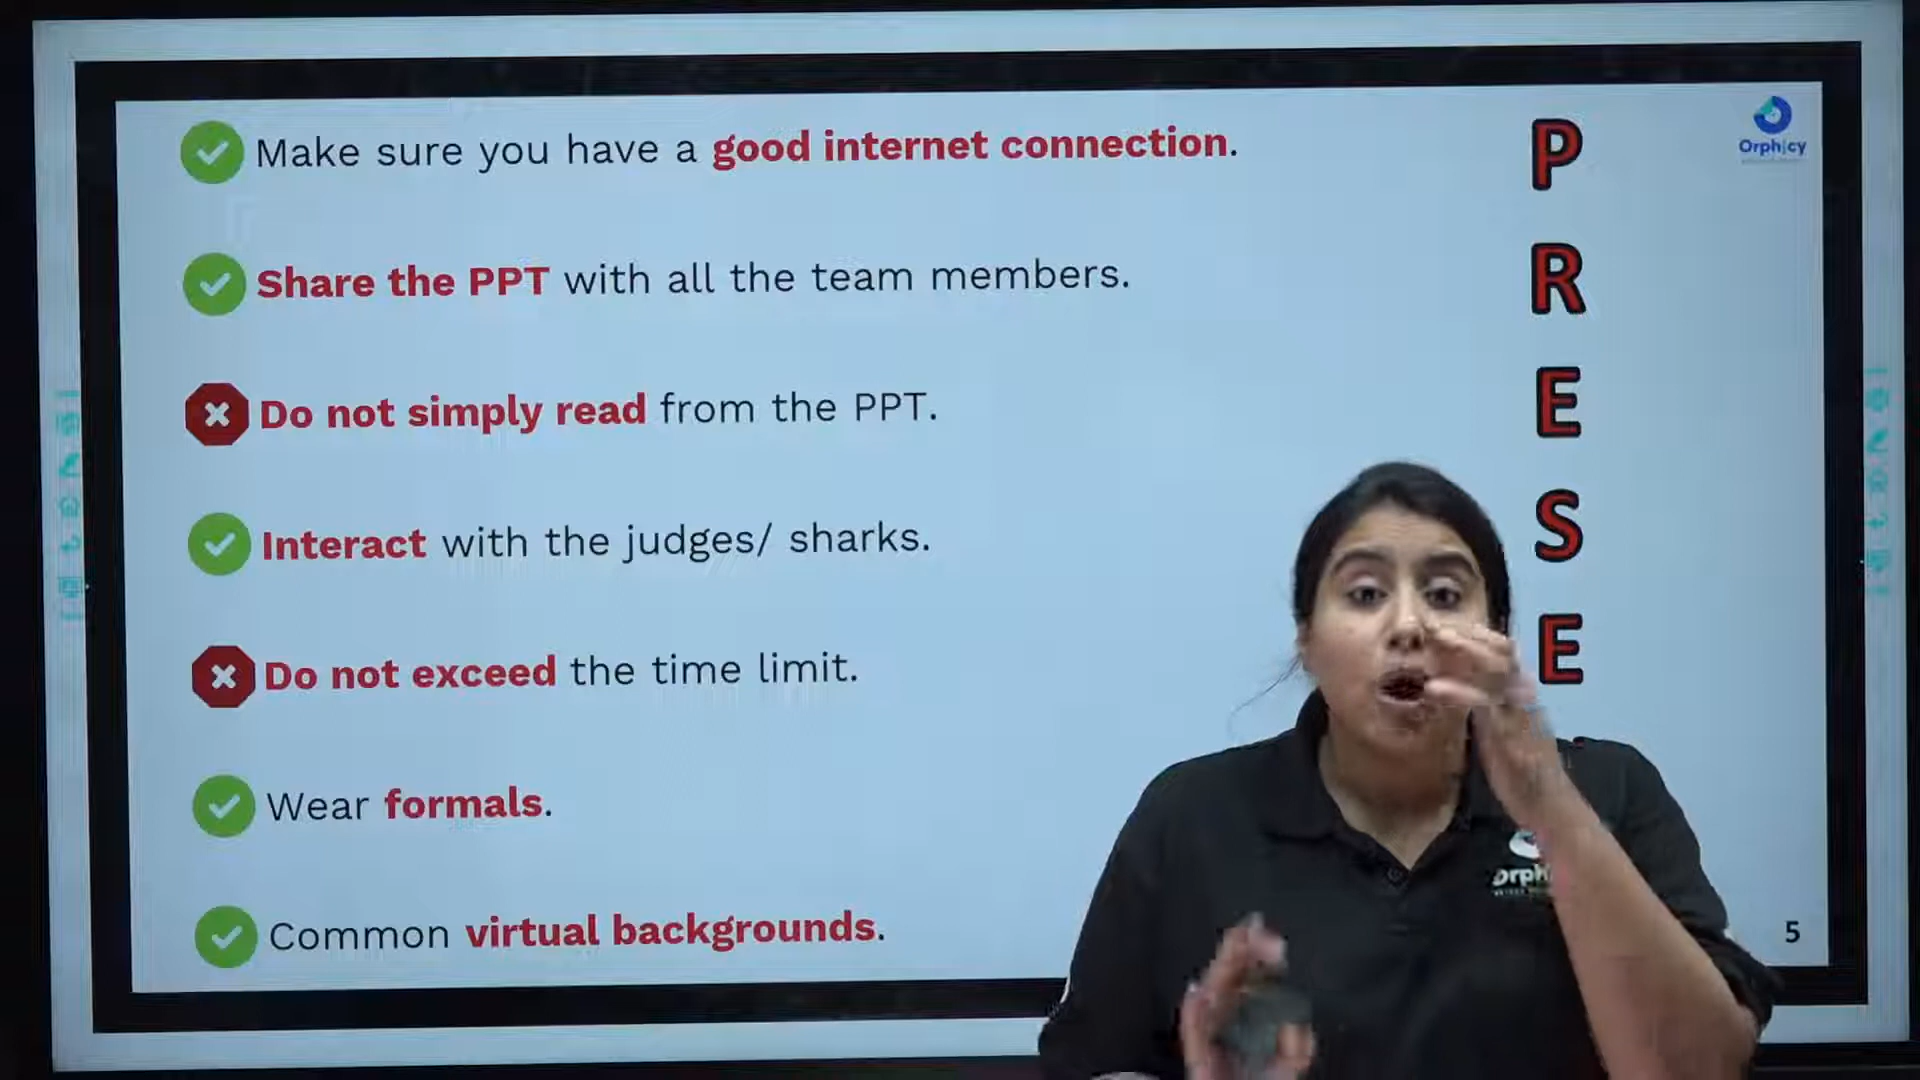 Make sure you have a good internet connection.
Share the PPT with all the team members.
Do not simply read from the PPT.
Interact with the judges/ sharks.
Do not exceed the time limit.
Wear formals.
Common virtual backgrounds.
P
R
E
S
E
Orphicy
5